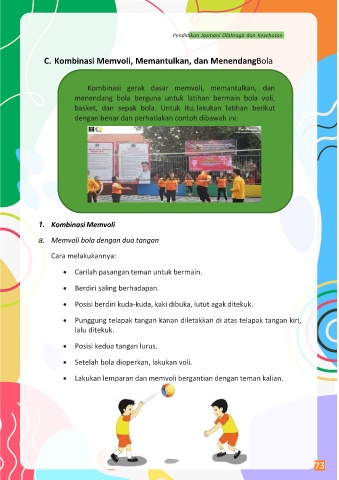 Pendidikan Jasmani Olahraga dan Kesehatan
C. Kombinasi Memvoli, Memantulkan, dan MenendangBola
Kombinasi gerak dasar memvoli, memantulkan, dan
menendang bola berguna untuk latihan bermain bola voli,
basket, dan sepak bola. Untuk itu, lakukan latihan berikut
dengan benar dan perhatiakan contoh dibawah ini:
1. Kombinasi Memvoli
a. Memvoli bola dengan dua tangan
Cara melakukannya:
• Carilah pasangan teman untuk bermain.
• Berdiri saling berhadapan.
• Posisi berdiri kuda-kuda, kaki dibuka, lutut agak ditekuk.
• Punggung telapak tangan kanan diletakkan di atas telapak tangan kiri,
lalu ditekuk.
• Posisi kedua tangan lurus.
• Setelah bola dioperkan, lakukan voli.
• Lakukan lemparan dan memvoli bergantian dengan teman kalian.
73